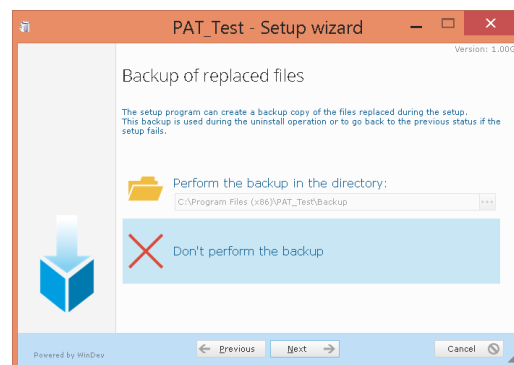 PAT_Test - Setup wizard
Version: 1.00G
Backup of replaced files
The setup program can create a backup copy of the files replaced during the setup.
This backup is used during the uninstall operation or to go back to the previous status if the
setup fails.
Perform the backup in the directory:
C:\Program Files (x86)\PAT_Test\Backup
Don't perform the backup
Powered by WinDev
Previous
Next
Cancel